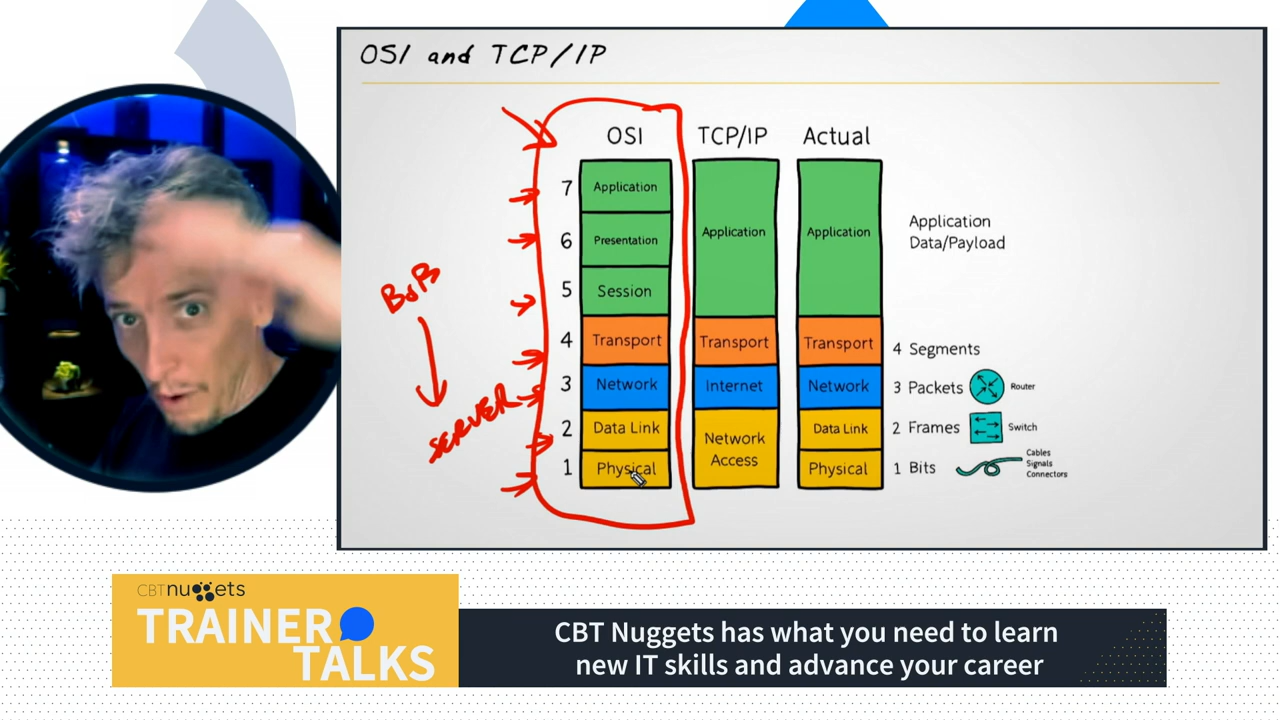 OSI and TCP/IP
OSI TCP/IP Actual
7 Application
6 Presentation
5 Session
4 Transport
3 Network
2 Data Link
1 Physical
Application
Transport
Internet
Network
Access
Application
Transport
Network
Data Link
Physical
Application
Data/Payload
4 Segments
3 Packets Router
2 Frames Switch
1 Bits Cables
Signals
Connectors
BOB
SERVER
CBTnuggets
TRAINER
TALKS
CBT Nuggets has what you need to learn
new IT skills and advance your career